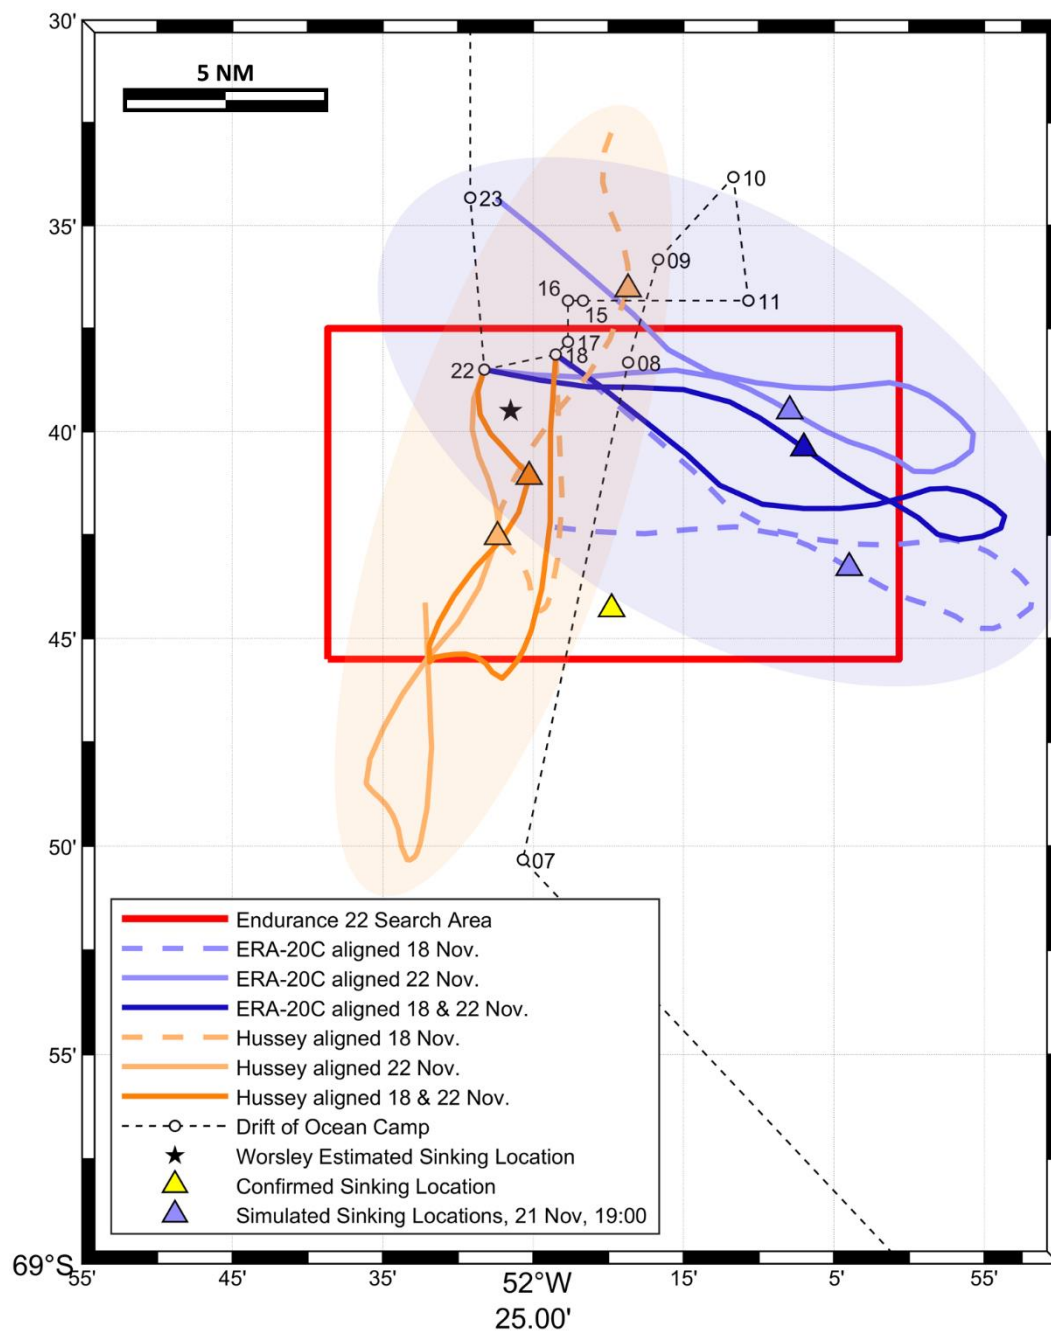 30'
5 NM
10
23
35'
09
16
15
11
17
18
08
22
40'
45'
50'
07
Endurance 22 Search Area
ERA-20C aligned 18 Nov.
ERA-20C aligned 22 Nov.
ERA-20C aligned 18 & 22 Nov.
Hussey aligned 18 Nov.
Hussey aligned 22 Nov.
Hussey aligned 18 & 22 Nov.
Drift of Ocean Camp
Worsley Estimated Sinking Location
Confirmed Sinking Location
Simulated Sinking Locations, 21 Nov, 19:00
55'
69°S
55' 45' 35' 52°W 15' 5' 55'
25.00'